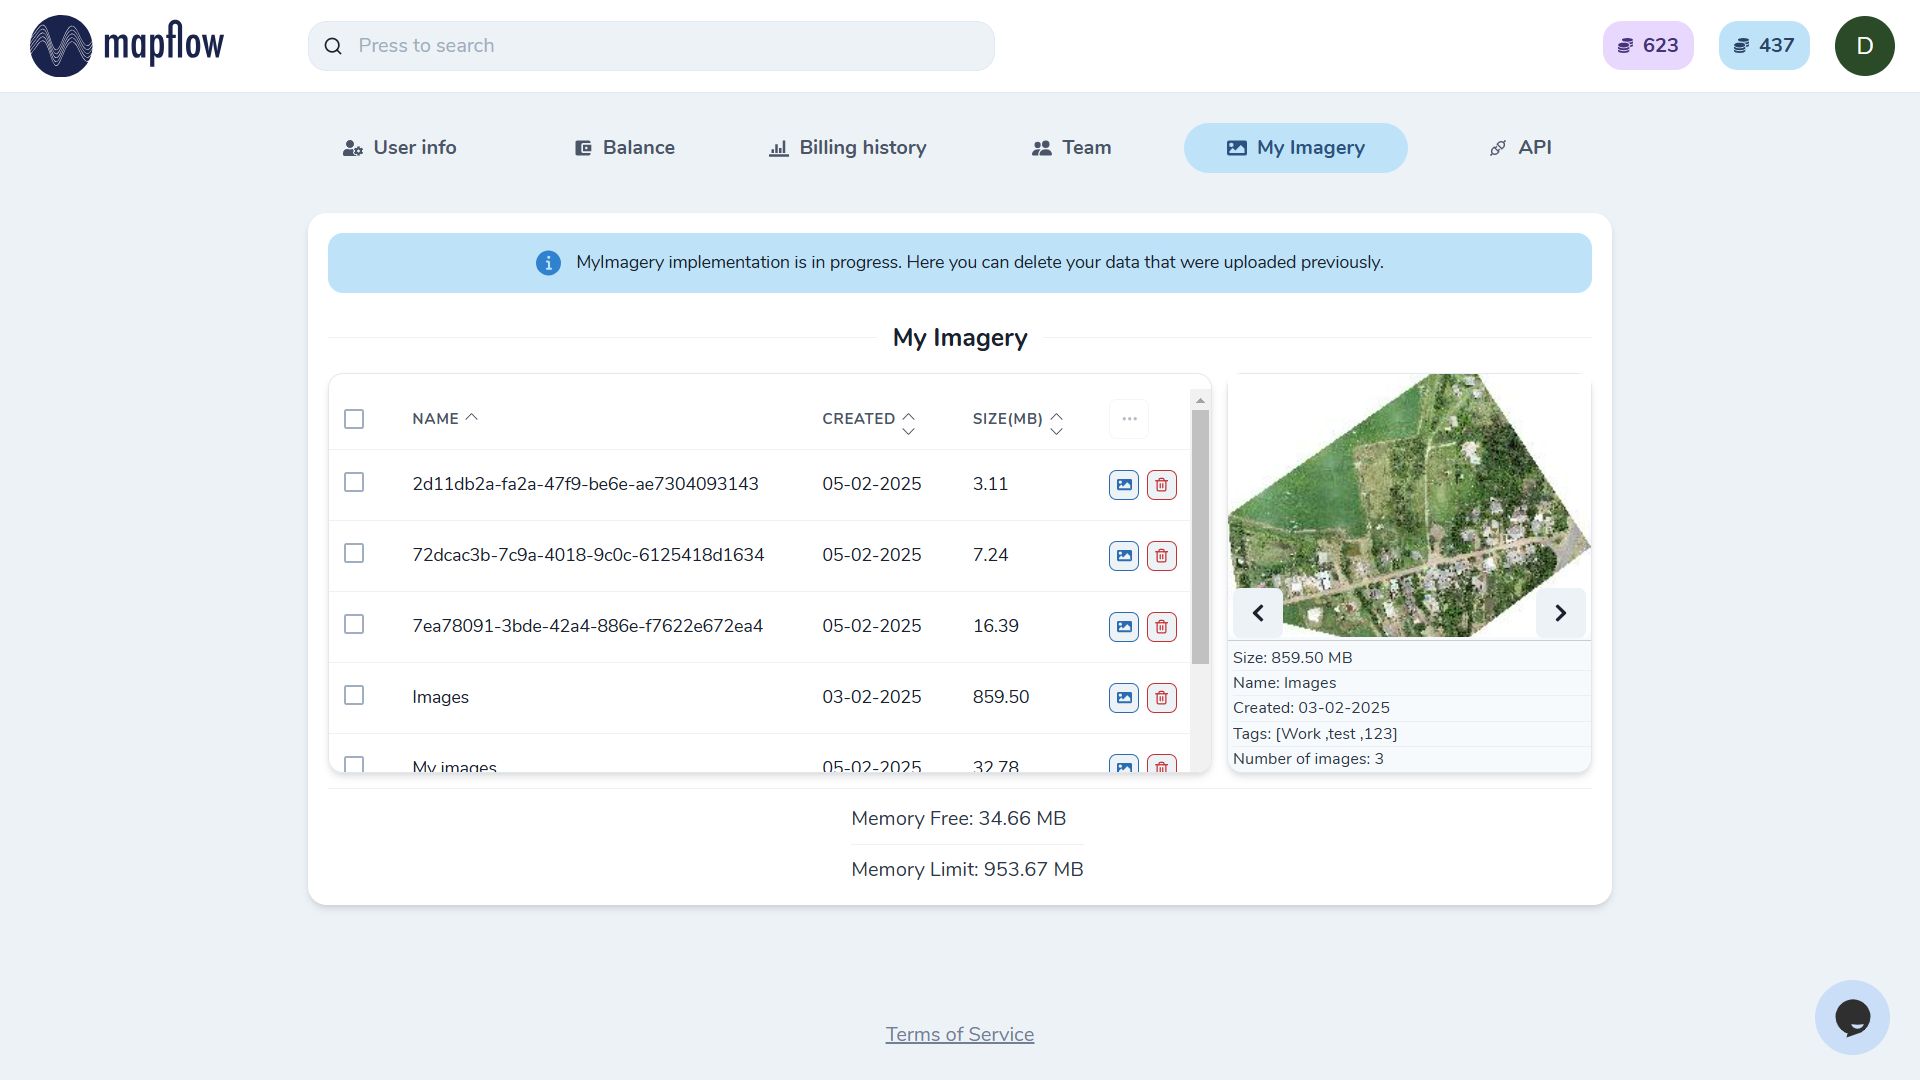 mapflow
Press to search
623
437
D
User info
Balance
Billing history
Team
My Imagery
API
MyImagery implementation is in progress. Here you can delete your data that were uploaded previously.
My Imagery
NAME CREATED SIZE(MB)
2d11db2a-fa2a-47f9-be6e-ae7304093143 05-02-2025 3.11
72dcac3b-7c9a-4018-9c0c-6125418d1634 05-02-2025 7.24
7ea78091-3bde-42a4-886e-f7622e672ea4 05-02-2025 16.39
Images 03-02-2025 859.50
My images 05-02-2025 32.78
Size: 859.50 MB
Name: Images
Created: 03-02-2025
Tags: [Work ,test ,123]
Number of images: 3
Memory Free: 34.66 MB
Memory Limit: 953.67 MB
Terms of Service